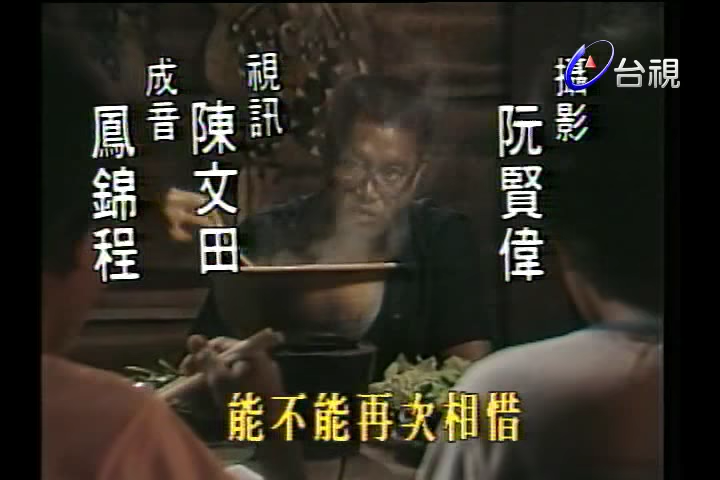 台視
攝影
阮賢偉
視訊
陳文田
成音
鳳錦程
能不能再次相惜